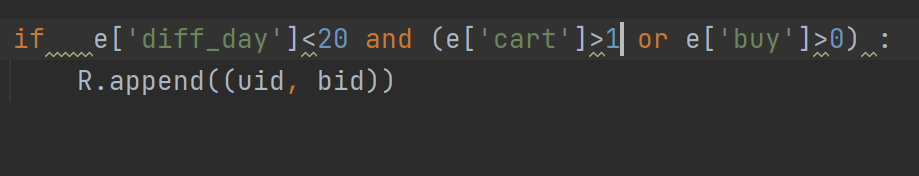 if   e['diff_day']<20 and (e['cart']>1 or e['buy']>0) :
    R.append((uid, bid))